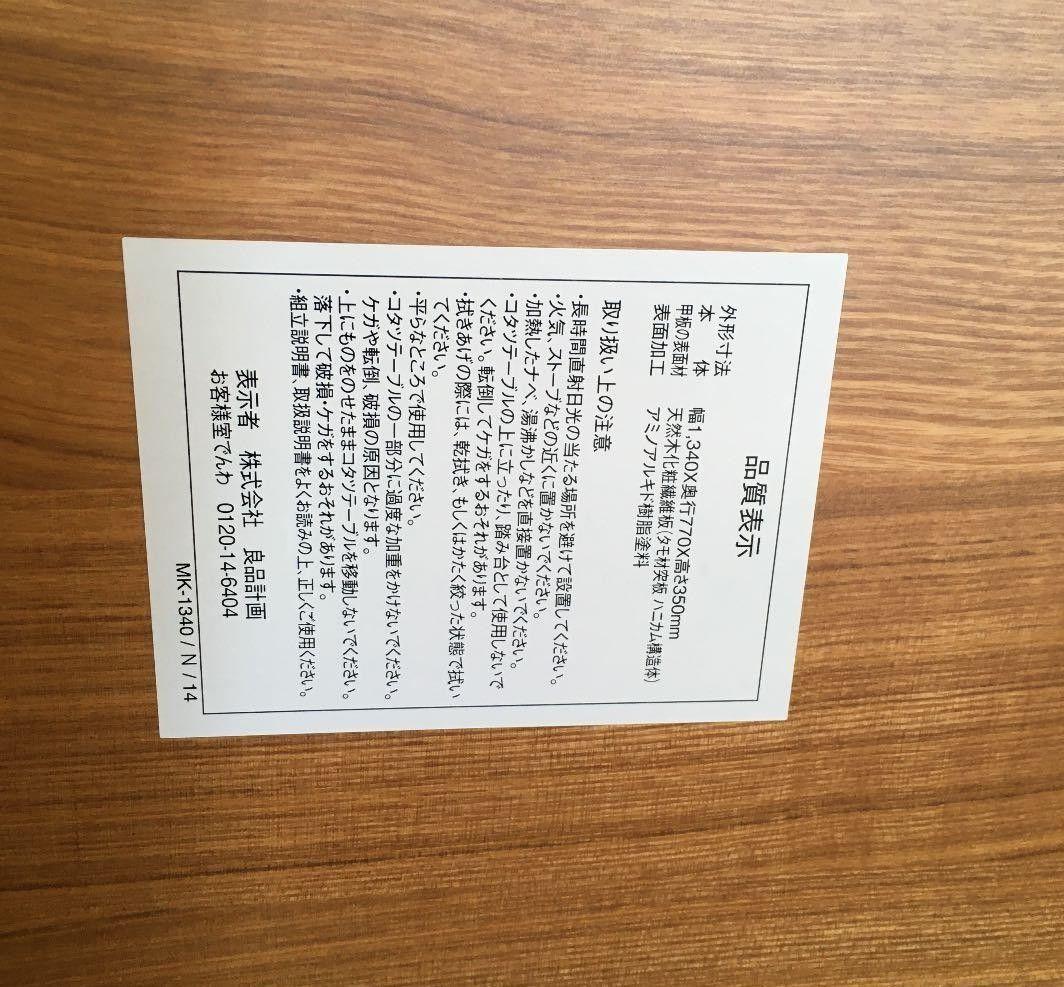 品質表示
外形寸法 幅1,340X奥行770X高さ350mm
本体 天然木化粧繊維板(タモ材突板 ハニカム構造体)
甲板の表面材
表面加工 アミノアルキド樹脂塗料
取り扱い上の注意
・長時間直射日光の当たる場所を避けて設置してください。
・火気、ストーブなどの近くに置かないでください。
・加熱したナベ、湯沸かしなどを直接置かないでください。
・コタツテーブルの上に立ったり、踏み台として使用しないで
ください。転倒してケガをするおそれがあります。
・拭きあげの際には、乾拭き、もしくはかたく絞った状態で拭い
てください。
・平らなところで使用してください。
・コタツテーブルの一部分に過度な加重をかけないでください。
ケガや転倒、破損の原因となります。
・上にものをのせたままコタツテーブルを移動しないでください。
落下して破損・ケガをするおそれがあります。
・組立説明書、取扱説明書をよくお読みの上、正しくご使用ください。
表示者 株式会社 良品計画
お客様室でんわ 0120-14-6404
MK-1340 / N / 14